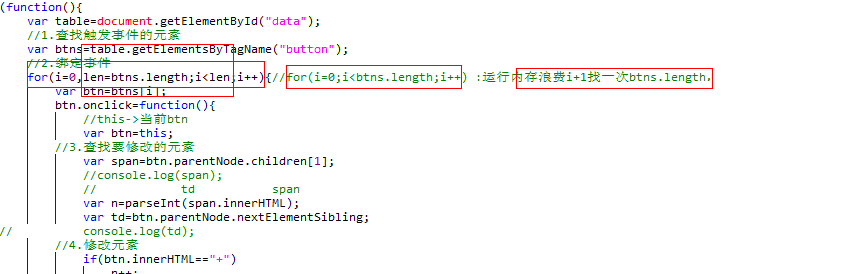 (function(){
var table=document.getElementById("data");
//1.查找触发事件的元素
var btns=table.getElementsByTagName("button");
//2.绑定事件
for(i=0,len=btns.length;i<len;i++){//for(i=0;i<btns.length;i++) :运行内存浪费i+1找一次btns.length.
var btn=btns[i];
btn.onclick=function(){
//this->当前btn
var btn=this;
//3.查找要修改的元素
var span=btn.parentNode.children[1];
//console.log(span);
// td span
var n=parseInt(span.innerHTML);
var td=btn.parentNode.nextElementSibling;
// console.log(td);
//4.修改元素
if(btn.innerHTML=="+")